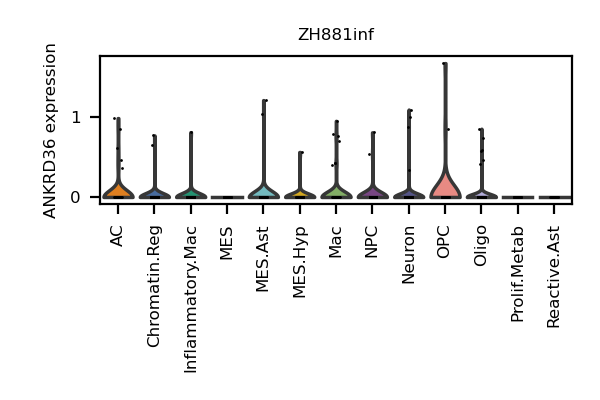 ZH881inf
ANKRD36 expression
1
0
AC
Chromatin.Reg
Inflammatory.Mac
MES
MES.Ast
MES.Hyp
Mac
NPC
Neuron
OPC
Oligo
Prolif.Metab
Reactive.Ast